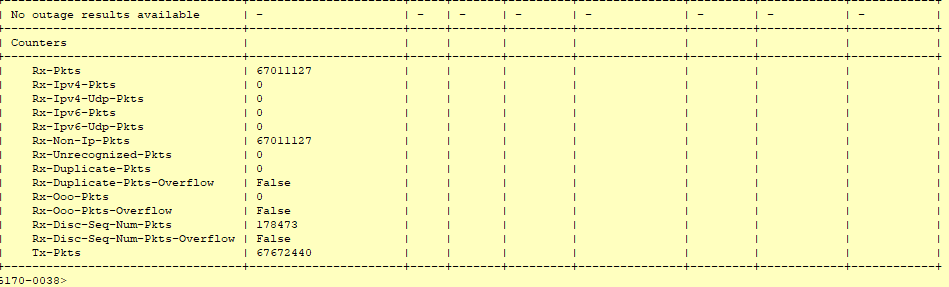 | No outage results available | - | - | - | - | - | - | - | - |
| Counters | | | | | | | | |
| Rx-Pkts | 67011127 | | | | | | | |
| Rx-Ipv4-Pkts | 0 | | | | | | | |
| Rx-Ipv4-Udp-Pkts | 0 | | | | | | | |
| Rx-Ipv6-Pkts | 0 | | | | | | | |
| Rx-Ipv6-Udp-Pkts | 0 | | | | | | | |
| Rx-Non-Ip-Pkts | 67011127 | | | | | | | |
| Rx-Unrecognized-Pkts | 0 | | | | | | | |
| Rx-Duplicate-Pkts | 0 | | | | | | | |
| Rx-Duplicate-Pkts-Overflow | False | | | | | | | |
| Rx-Ooo-Pkts | 0 | | | | | | | |
| Rx-Ooo-Pkts-Overflow | False | | | | | | | |
| Rx-Disc-Seq-Num-Pkts | 178473 | | | | | | | |
| Rx-Disc-Seq-Num-Pkts-Overflow | False | | | | | | | |
| Tx-Pkts | 67672440 | | | | | | | |
5170-0038>